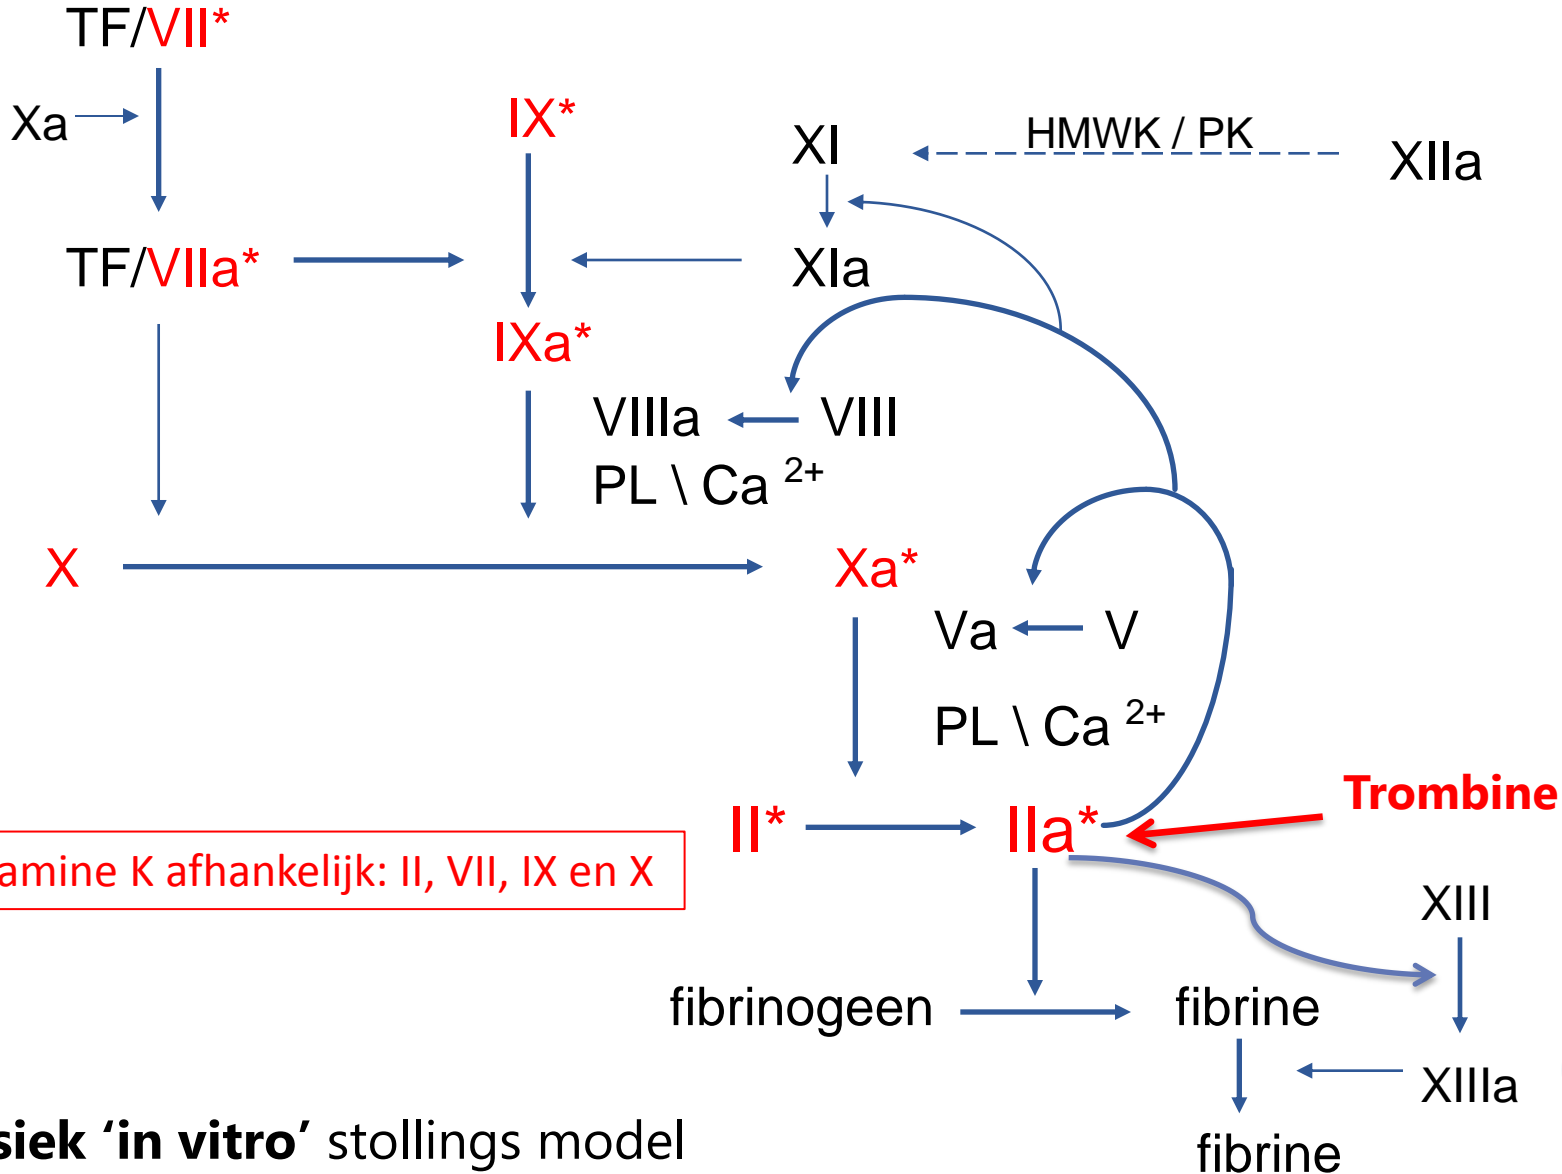 TF/VII*
Xa
IX*
XI
HMWK / PK
XIIa
TF/VIIa*
XIa
IXa*
VIIIa
VIII
PL \ Ca 2+
X
Xa*
Va
V
PL \ Ca 2+
Trombine
II*
IIa*
amine K afhankelijk: II, VII, IX en X
XIII
fibrinogeen
fibrine
XIIIa
siek ‘in vitro’ stollings model
fibrine